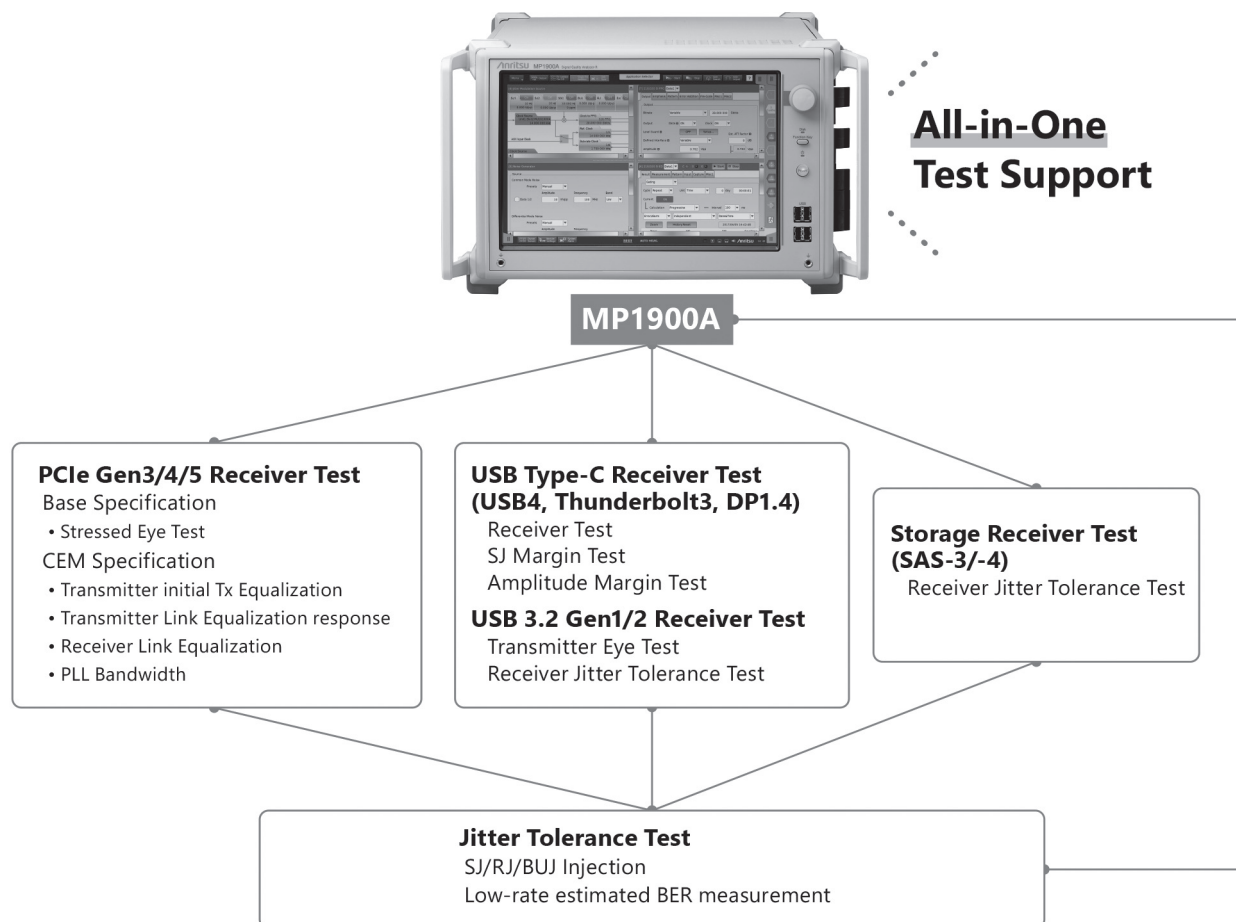 Anritsu MP1900A
All-in-One
Test Support
MP1900A
PCIe Gen3/4/5 Receiver Test
Base Specification
• Stressed Eye Test
CEM Specification
• Transmitter initial Tx Equalization
• Transmitter Link Equalization response
• Receiver Link Equalization
• PLL Bandwidth
USB Type-C Receiver Test
(USB4, Thunderbolt3, DP1.4)
Receiver Test
SJ Margin Test
Amplitude Margin Test
USB 3.2 Gen1/2 Receiver Test
Transmitter Eye Test
Receiver Jitter Tolerance Test
Storage Receiver Test
(SAS-3/-4)
Receiver Jitter Tolerance Test
Jitter Tolerance Test
SJ/RJ/BUJ Injection
Low-rate estimated BER measurement